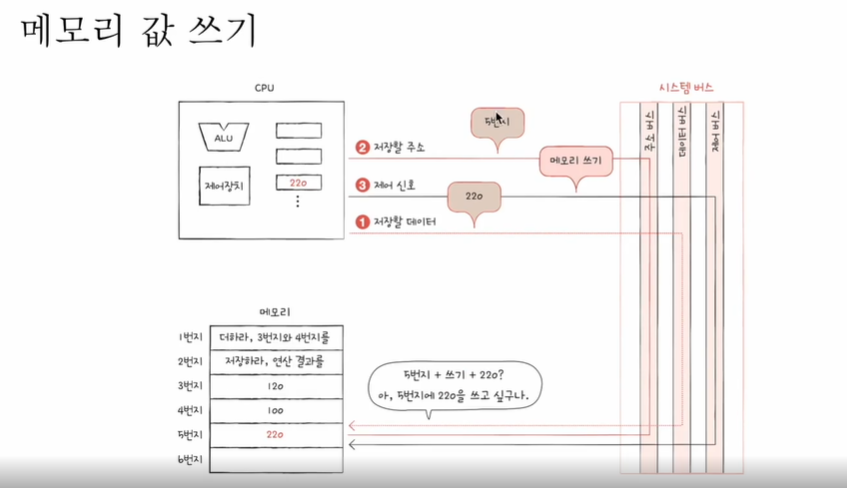 메모리 값 쓰기
CPU
시스템 버스
ALU
제어장치
220
② 저장할 주소
5번지
메모리 쓰기
③ 제어 신호
220
① 저장할 데이터
주소 버스
데이터 버스
제어 버스
메모리
1번지 더하라, 3번지와 4번지를
2번지 저장하라, 연산 결과를
3번지 120
4번지 100
5번지 220
6번지
5번지 + 쓰기 + 220?
아, 5번지에 220을 쓰고 싶구나.